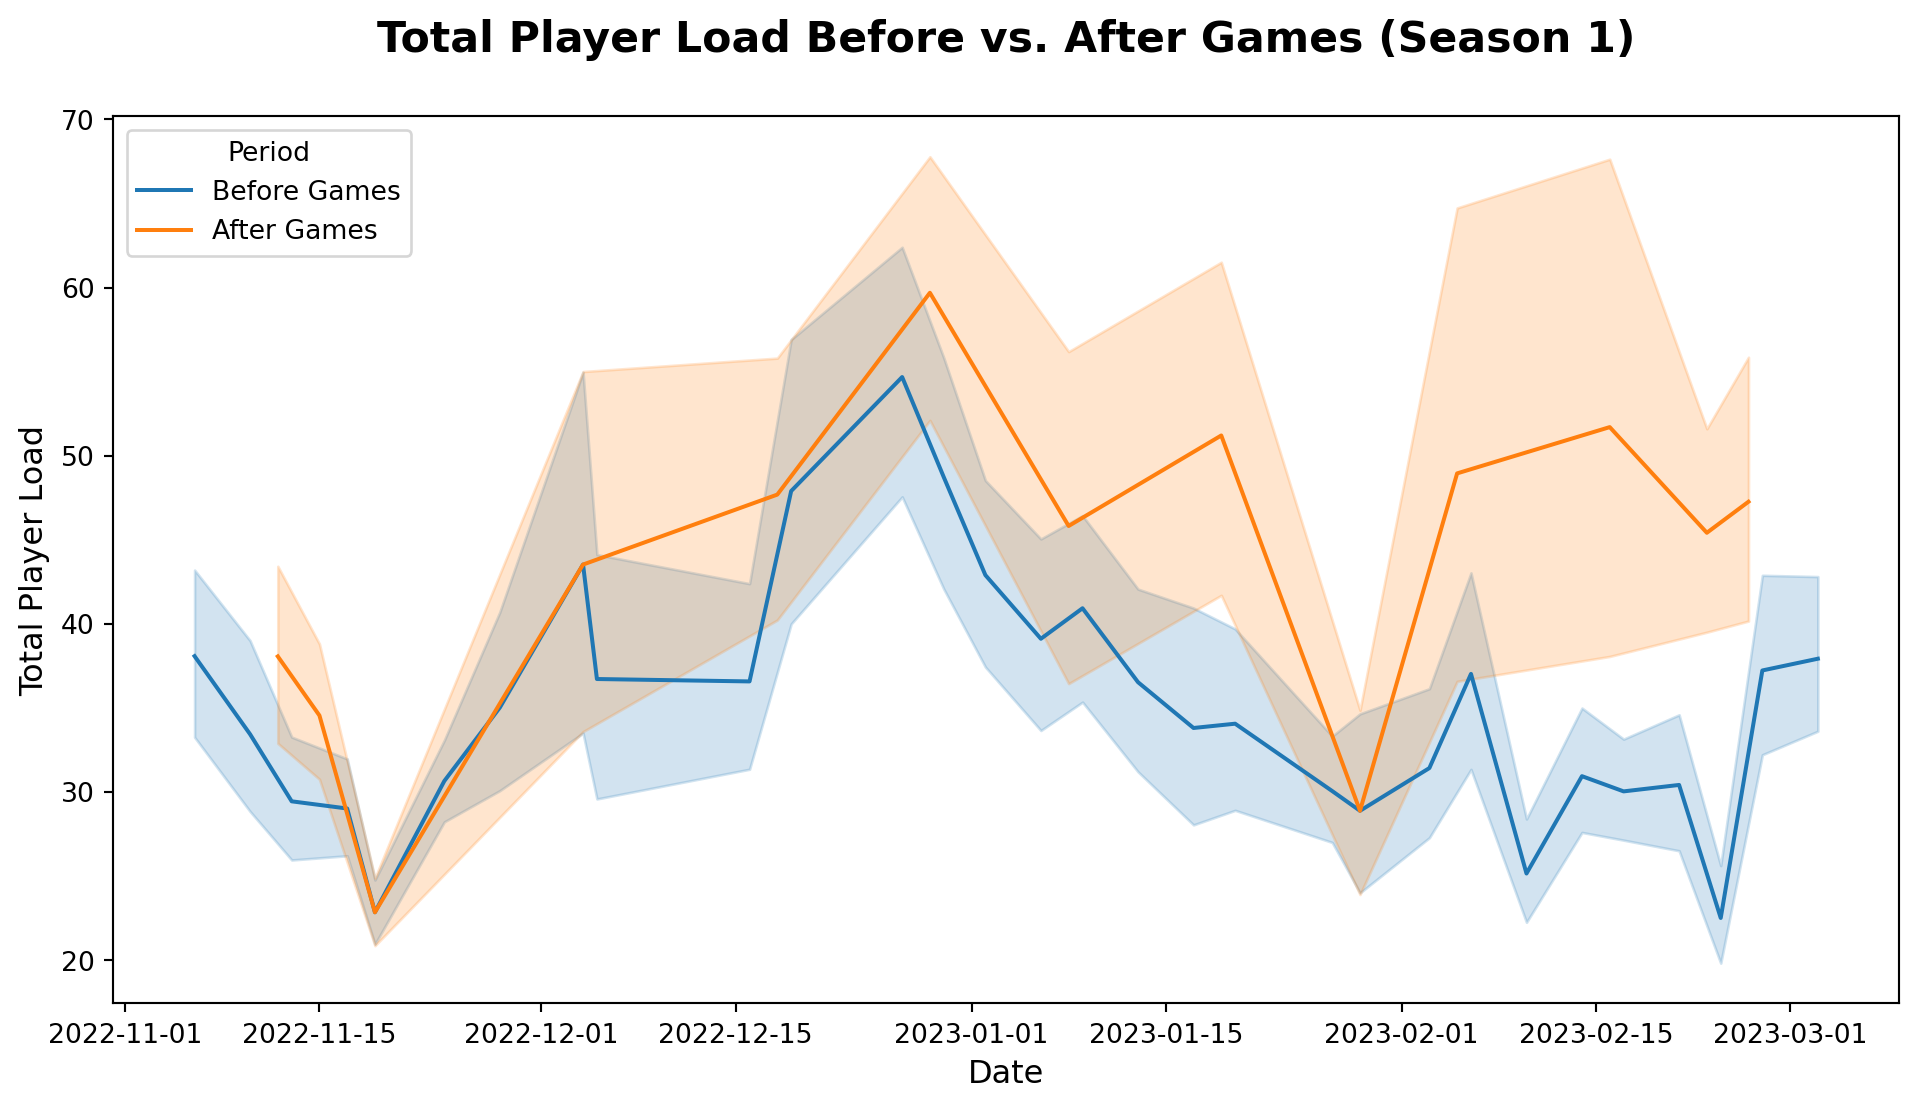 Total Player Load Before vs. After Games (Season 1)
70
60
50
40
30
20
Total Player Load
Period
Before Games
After Games
2022-11-01
2022-11-15
2022-12-01
2022-12-15
2023-01-01
2023-01-15
2023-02-01
2023-02-15
2023-03-01
Date